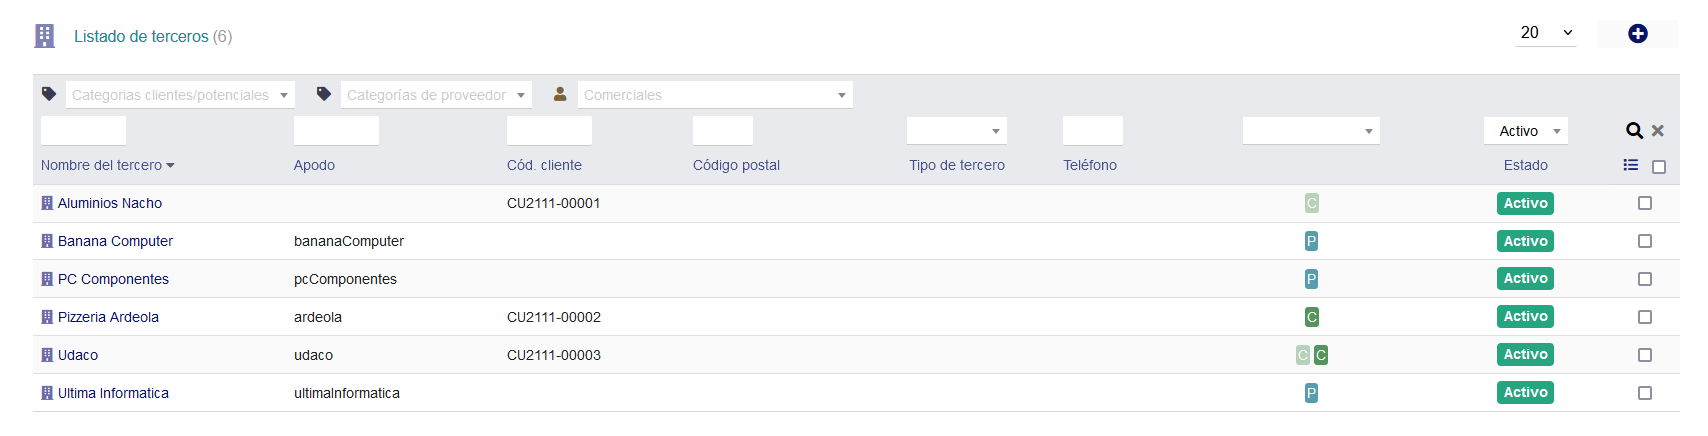 Listado de terceros (6) 20
Categorias clientes/potenciales Categorías de proveedor Comerciales
Activo
Nombre del tercero Apodo Cód. cliente Código postal Tipo de tercero Teléfono Estado
Aluminios Nacho CU2111-00001 C Activo
Banana Computer bananaComputer P Activo
PC Componentes pcComponentes P Activo
Pizzeria Ardeola ardeola CU2111-00002 C Activo
Udaco udaco CU2111-00003 C C Activo
Ultima Informatica ultimaInformatica P Activo